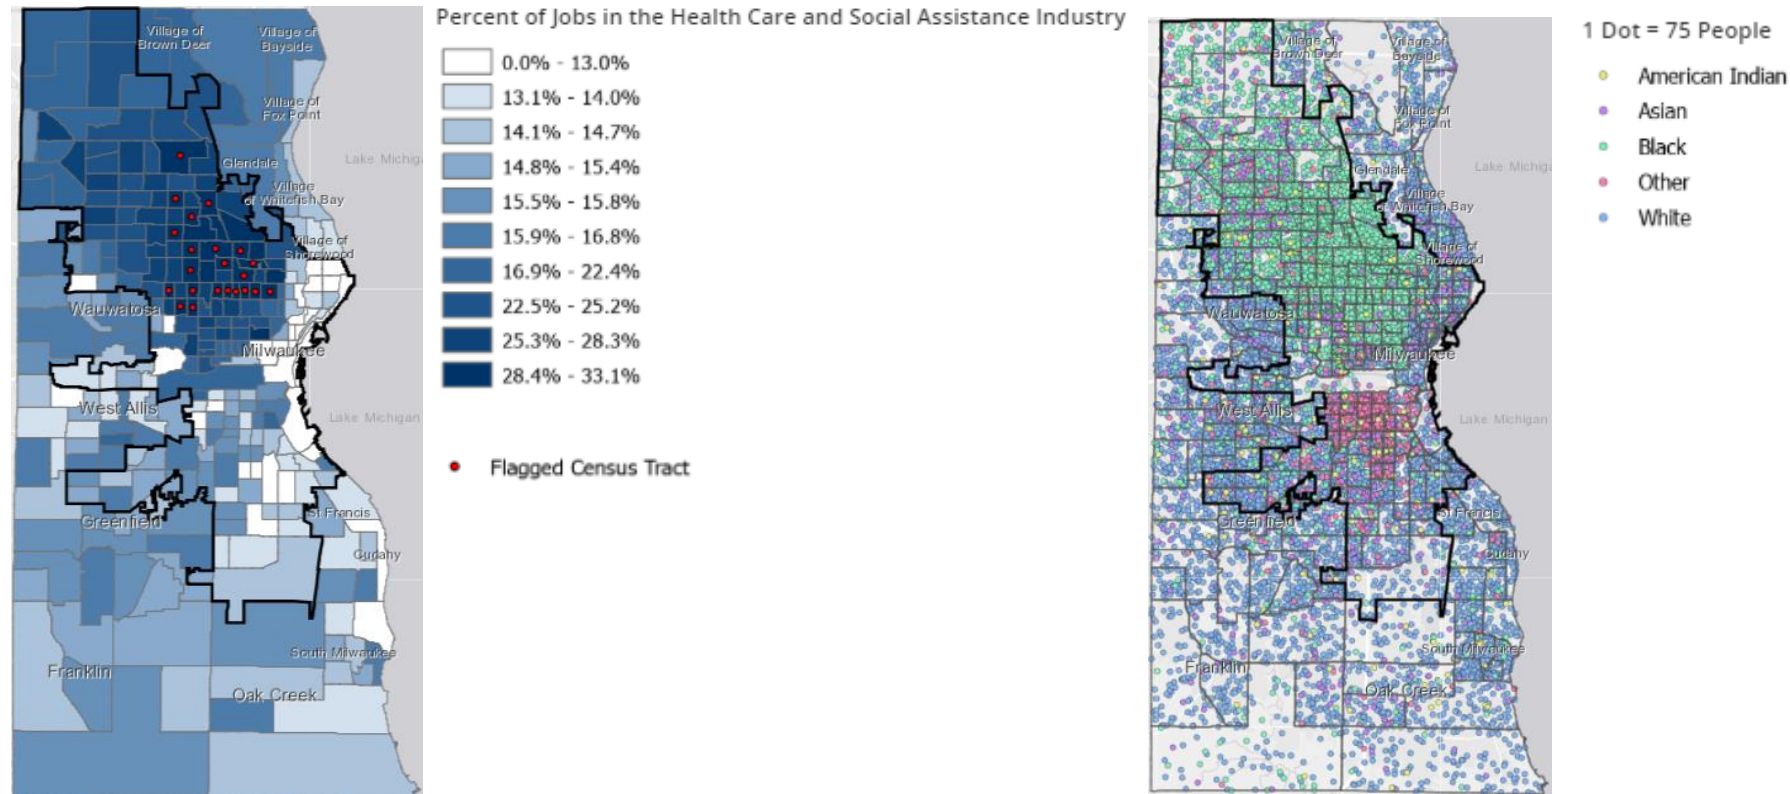 Percent of Jobs in the Health Care and Social Assistance Industry
0.0% - 13.0%
13.1% - 14.0%
14.1% - 14.7%
14.8% - 15.4%
15.5% - 15.8%
15.9% - 16.8%
16.9% - 22.4%
22.5% - 25.2%
25.3% - 28.3%
28.4% - 33.1%
Flagged Census Tract
Village of
Brown Deer
Village of
Bayside
Village of
Fox Point
Lake Michiga
Glendale
Village
of Whitefish Bay
Village of
Shorewood
Wauwatosa
Milwaukee
West Allis
Lake Michigan
Greenfield
St Francis
Cudahy
South Milwaukee
Franklin
Oak Creek
1 Dot = 75 People
American Indian
Asian
Black
Other
White
Village of
Brown Deer
Village of
Bayside
Village of
Fox Point
Lake Michiga
Glendale
Village
of Whitefish Bay
Village of
Shorewood
Wauwatosa
Milwaukee
West Allis
Lake Michigan
Greenfield
St Francis
Cudahy
South Milwaukee
Franklin
Oak Creek